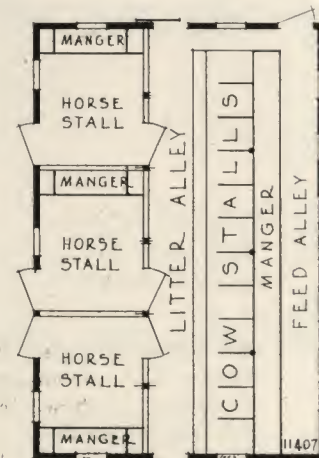 MANGER
HORSE
STALL
MANGER
HORSE
STALL
HORSE
STALL
MANGER
LITTER ALLEY
COW STALLS
MANGER
FEED ALLEY
11407